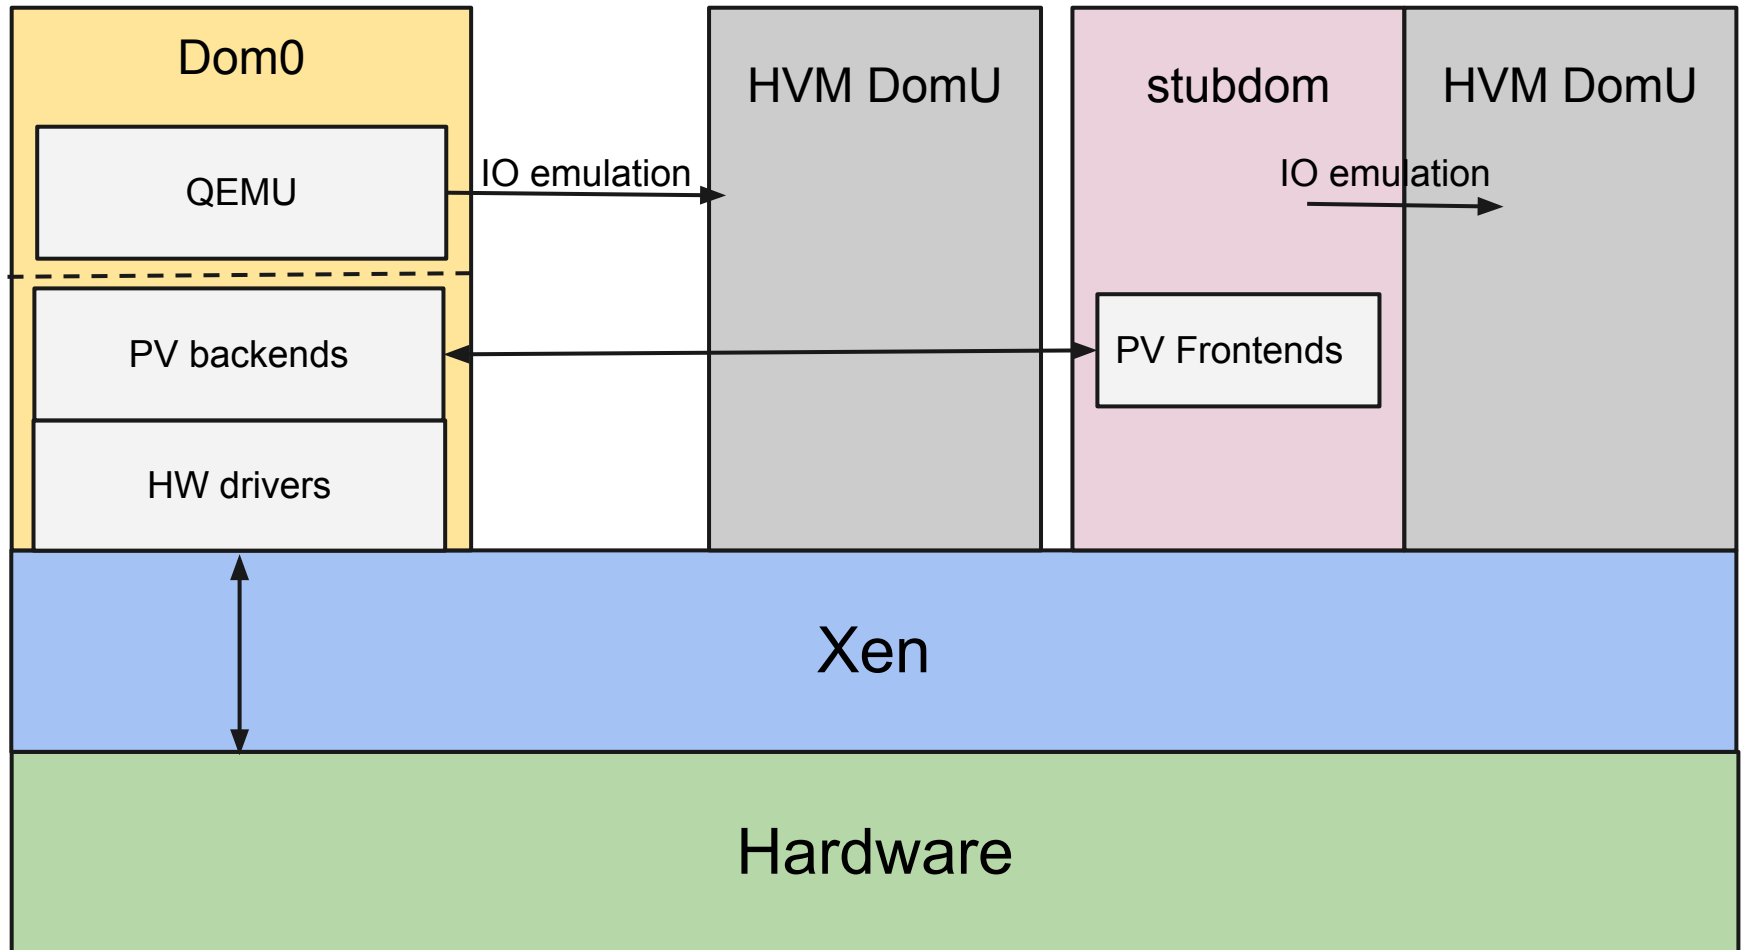 Dom0
HVM DomU
stubdom
HVM DomU
QEMU
IO emulation
IO emulation
PV backends
PV Frontends
HW drivers
Xen
Hardware